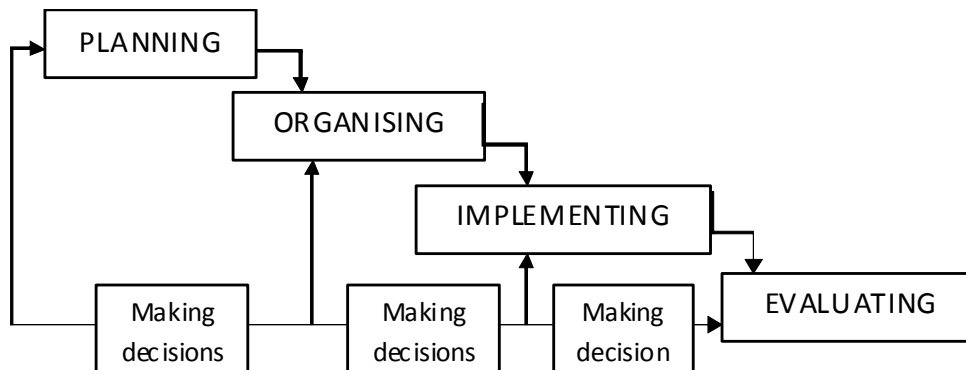 PLANNING
ORGANISING
IMPLEMENTING
EVALUATING
Making
decisions
Making
decisions
Making
decision